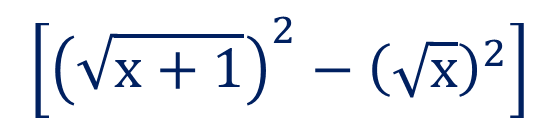 [(√(x + 1))² − (√x)²]